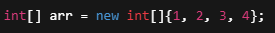 int[] arr = new int[]{1, 2, 3, 4};